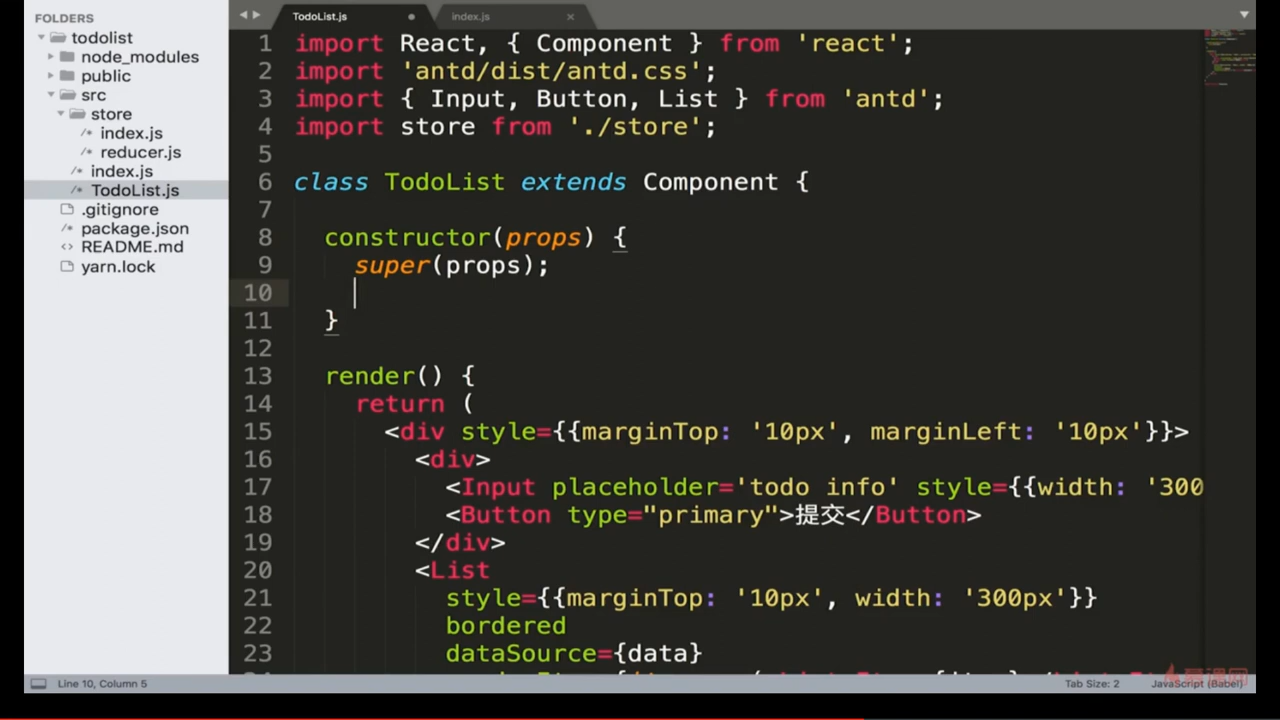 FOLDERS
todolist
node_modules
public
src
store
index.js
reducer.js
index.js
TodoList.js
.gitignore
package.json
README.md
yarn.lock
TodoList.js
index.js
1 import React, { Component } from 'react';
2 import 'antd/dist/antd.css';
3 import { Input, Button, List } from 'antd';
4 import store from './store';
5
6 class TodoList extends Component {
7
8 constructor(props) {
9 super(props);
10
11 }
12
13 render() {
14 return (
15 <div style={{marginTop: '10px', marginLeft: '10px'}}>
16 <div>
17 <Input placeholder='todo info' style={{width: '300
18 <Button type="primary">提交</Button>
19 </div>
20 <List
21 style={{marginTop: '10px', width: '300px'}}
22 bordered
23 dataSource={data}
Line 10, Column 5
Tab Size: 2
JavaScript (Babel)
慕课网